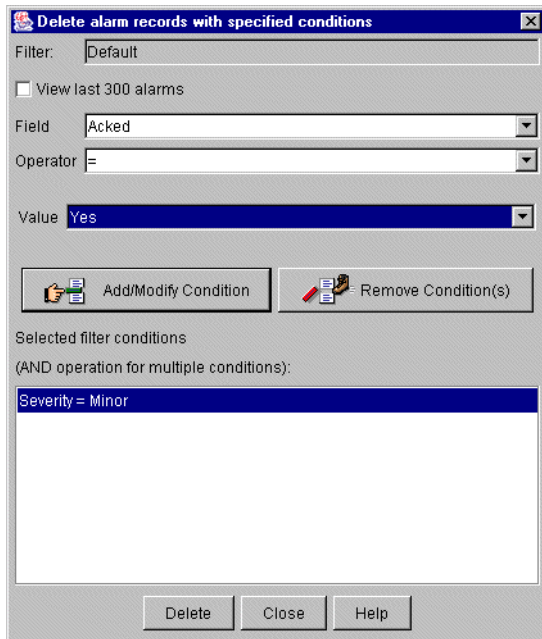 Delete alarm records with specified conditions
Filter: Default
View last 300 alarms
Field Acked
Operator =
Value Yes
Add/Modify Condition Remove Condition(s)
Selected filter conditions
(AND operation for multiple conditions):
Severity = Minor
Delete Close Help